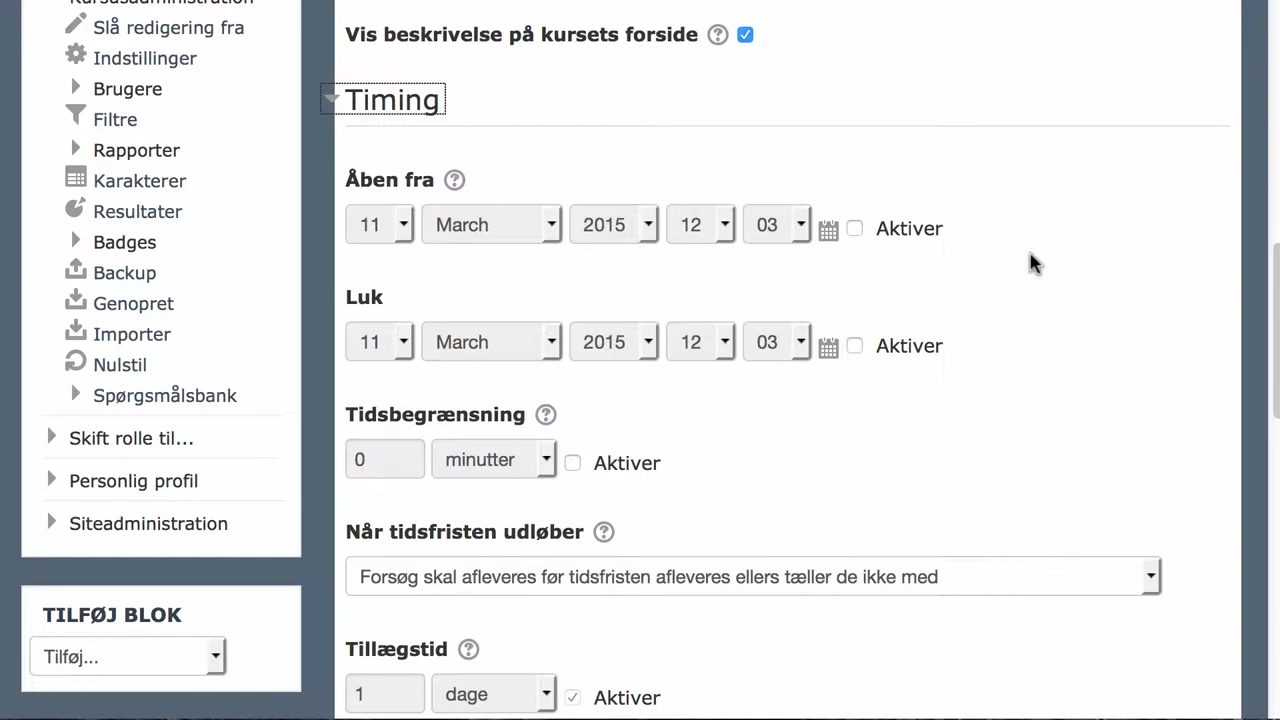 Kursusadministration
Slå redigering fra
Indstillinger
Brugere
Filtre
Rapporter
Karakterer
Resultater
Badges
Backup
Genopret
Importer
Nulstil
Spørgsmålsbank
Skift rolle til...
Personlig profil
Siteadministration
TILFØJ BLOK
Tilføj...
Vis beskrivelse på kursets forside
Timing
Åben fra
11 March 2015 12 03 Aktiver
Luk
11 March 2015 12 03 Aktiver
Tidsbegrænsning
0 minutter Aktiver
Når tidsfristen udløber
Forsøg skal afleveres før tidsfristen afleveres ellers tæller de ikke med
Tillægstid
1 dage Aktiver